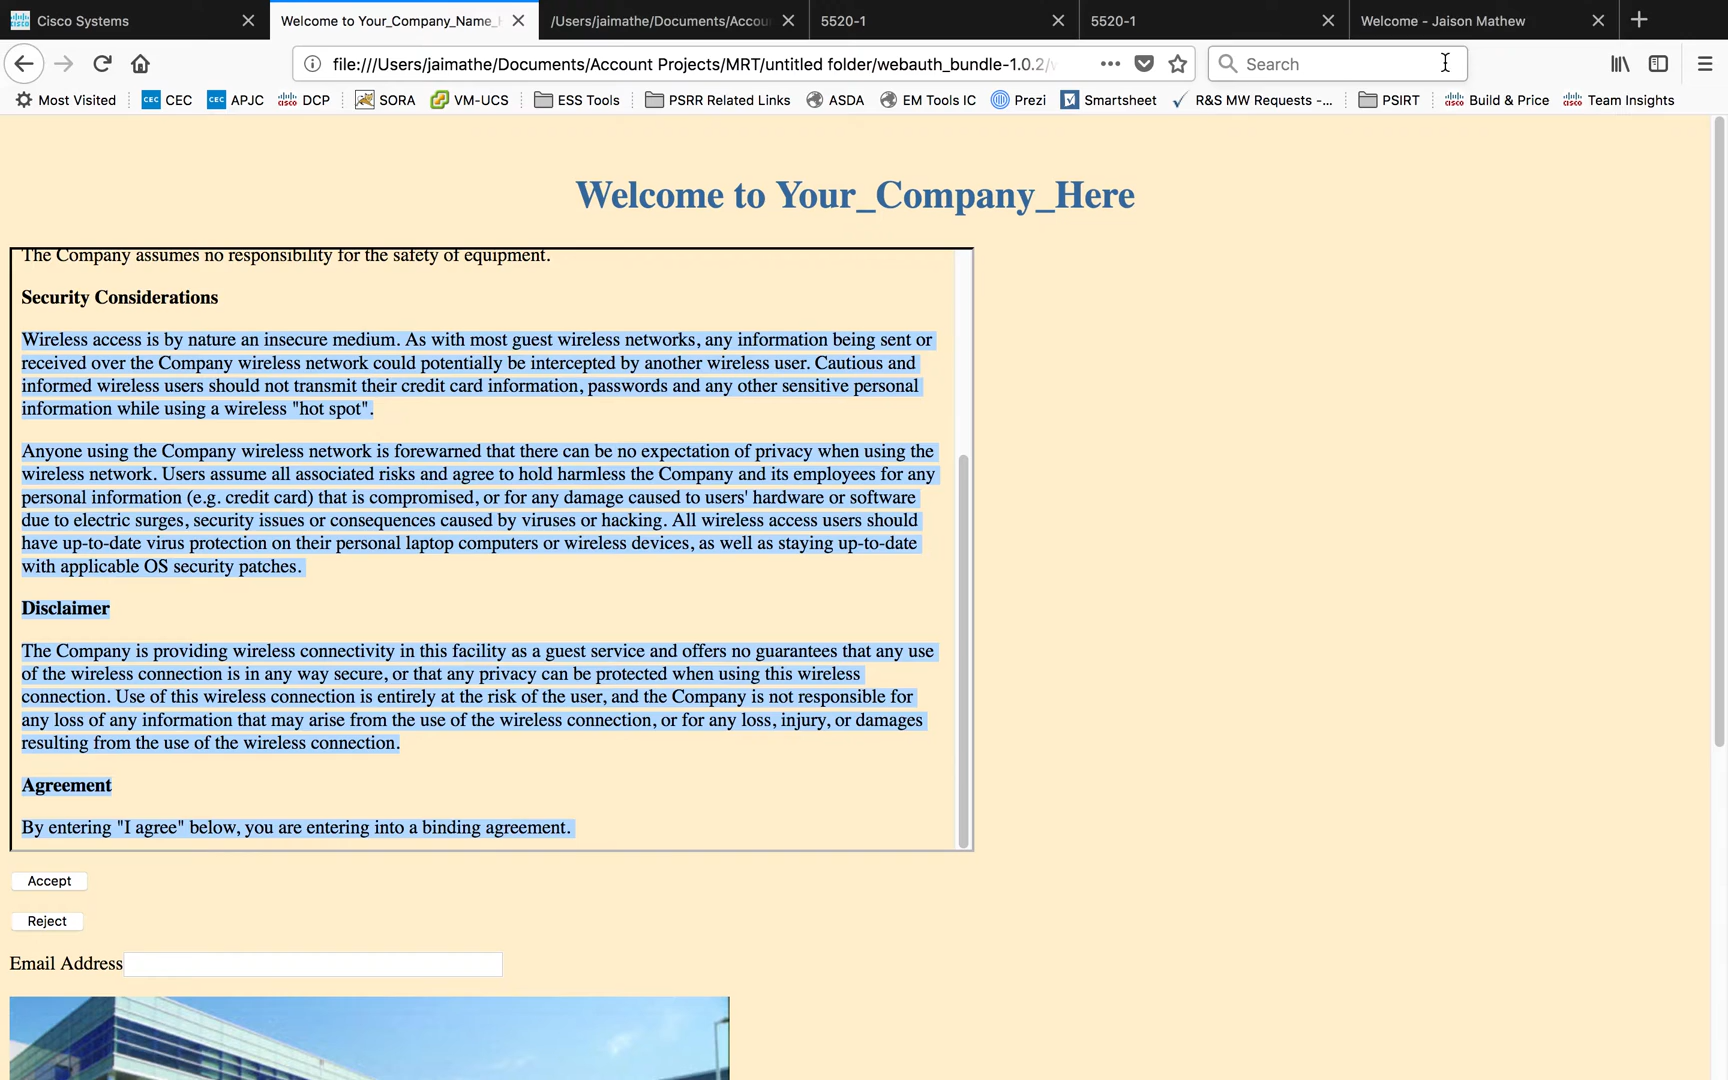 Cisco Systems
Welcome to Your_Company_Name_
/Users/jaimathe/Documents/Accou
5520-1
5520-1
Welcome - Jaison Mathew
file:///Users/jaimathe/Documents/Account Projects/MRT/untitled folder/webauth_bundle-1.0.2/
Search
Most Visited
CEC CEC
CEC APJC
cisco DCP
SORA
VM-UCS
ESS Tools
PSRR Related Links
ASDA
EM Tools IC
Prezi
Smartsheet
R&S MW Requests -...
PSIRT
cisco Build & Price
cisco Team Insights
Welcome to Your_Company_Here
The Company assumes no responsibility for the safety of equipment.
Security Considerations
Wireless access is by nature an insecure medium. As with most guest wireless networks, any information being sent or
received over the Company wireless network could potentially be intercepted by another wireless user. Cautious and
informed wireless users should not transmit their credit card information, passwords and any other sensitive personal
information while using a wireless "hot spot".
Anyone using the Company wireless network is forewarned that there can be no expectation of privacy when using the
wireless network. Users assume all associated risks and agree to hold harmless the Company and its employees for any
personal information (e.g. credit card) that is compromised, or for any damage caused to users' hardware or software
due to electric surges, security issues or consequences caused by viruses or hacking. All wireless access users should
have up-to-date virus protection on their personal laptop computers or wireless devices, as well as staying up-to-date
with applicable OS security patches.
Disclaimer
The Company is providing wireless connectivity in this facility as a guest service and offers no guarantees that any use
of the wireless connection is in any way secure, or that any privacy can be protected when using this wireless
connection. Use of this wireless connection is entirely at the risk of the user, and the Company is not responsible for
any loss of any information that may arise from the use of the wireless connection, or for any loss, injury, or damages
resulting from the use of the wireless connection.
Agreement
By entering "I agree" below, you are entering into a binding agreement.
Accept
Reject
Email Address